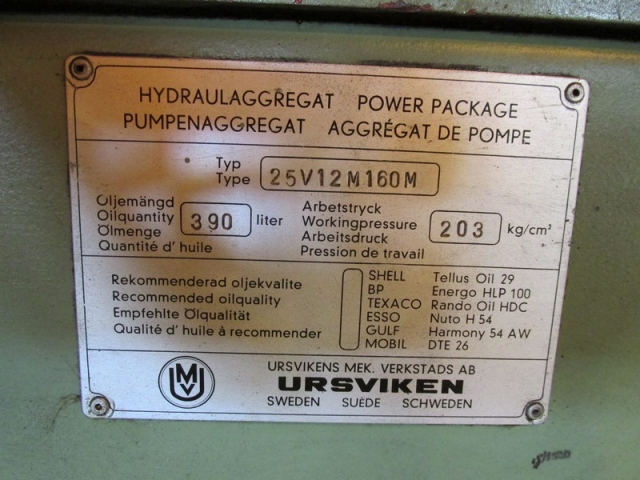 HYDRAULAGGREGAT POWER PACKAGE
PUMPENAGGREGAT AGGRÉGAT DE POMPE
Typ
Type 25V12M160M
Oljemängd
Oilquantity 390 liter
Ölmenge
Quantité d' huile
Arbetstryck
Workingpressure 203 kg/cm²
Arbeitsdruck
Pression de travail
Rekommenderad oljekvalite
Recommended oilquality
Empfehlte Ölqualität
Qualité d' huile à recommender
SHELL Tellus Oil 29
BP Energo HLP 100
TEXACO Rando Oil HDC
ESSO Nuto H 54
GULF Harmony 54 AW
MOBIL DTE 26
UMV
URSVIKENS MEK. VERKSTADS AB
URSVIKEN
SWEDEN SUÈDE SCHWEDEN